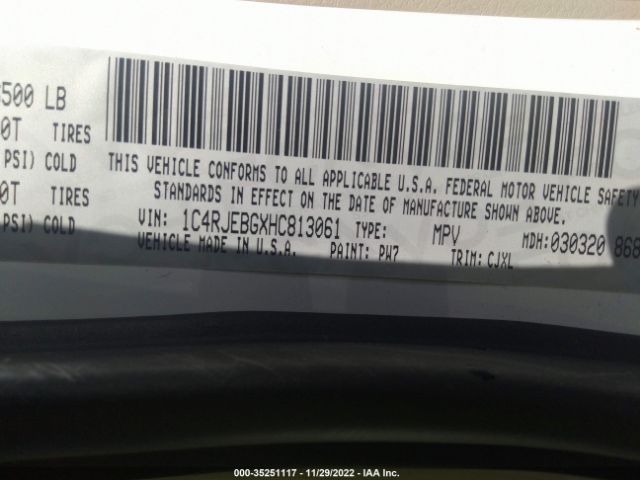 500 LB
0T TIRES
PSI) COLD
0T TIRES
PSI) COLD
THIS VEHICLE CONFORMS TO ALL APPLICABLE U.S.A. FEDERAL MOTOR VEHICLE SAFETY
STANDARDS IN EFFECT ON THE DATE OF MANUFACTURE SHOWN ABOVE.
VIN: 1C4RJEBGXHC813061 TYPE: MPV MDH:030320 868
VEHICLE MADE IN U.S.A. PAINT: PW7 TRIM: CJXL
000-35251117 - 11/29/2022 - IAA Inc.